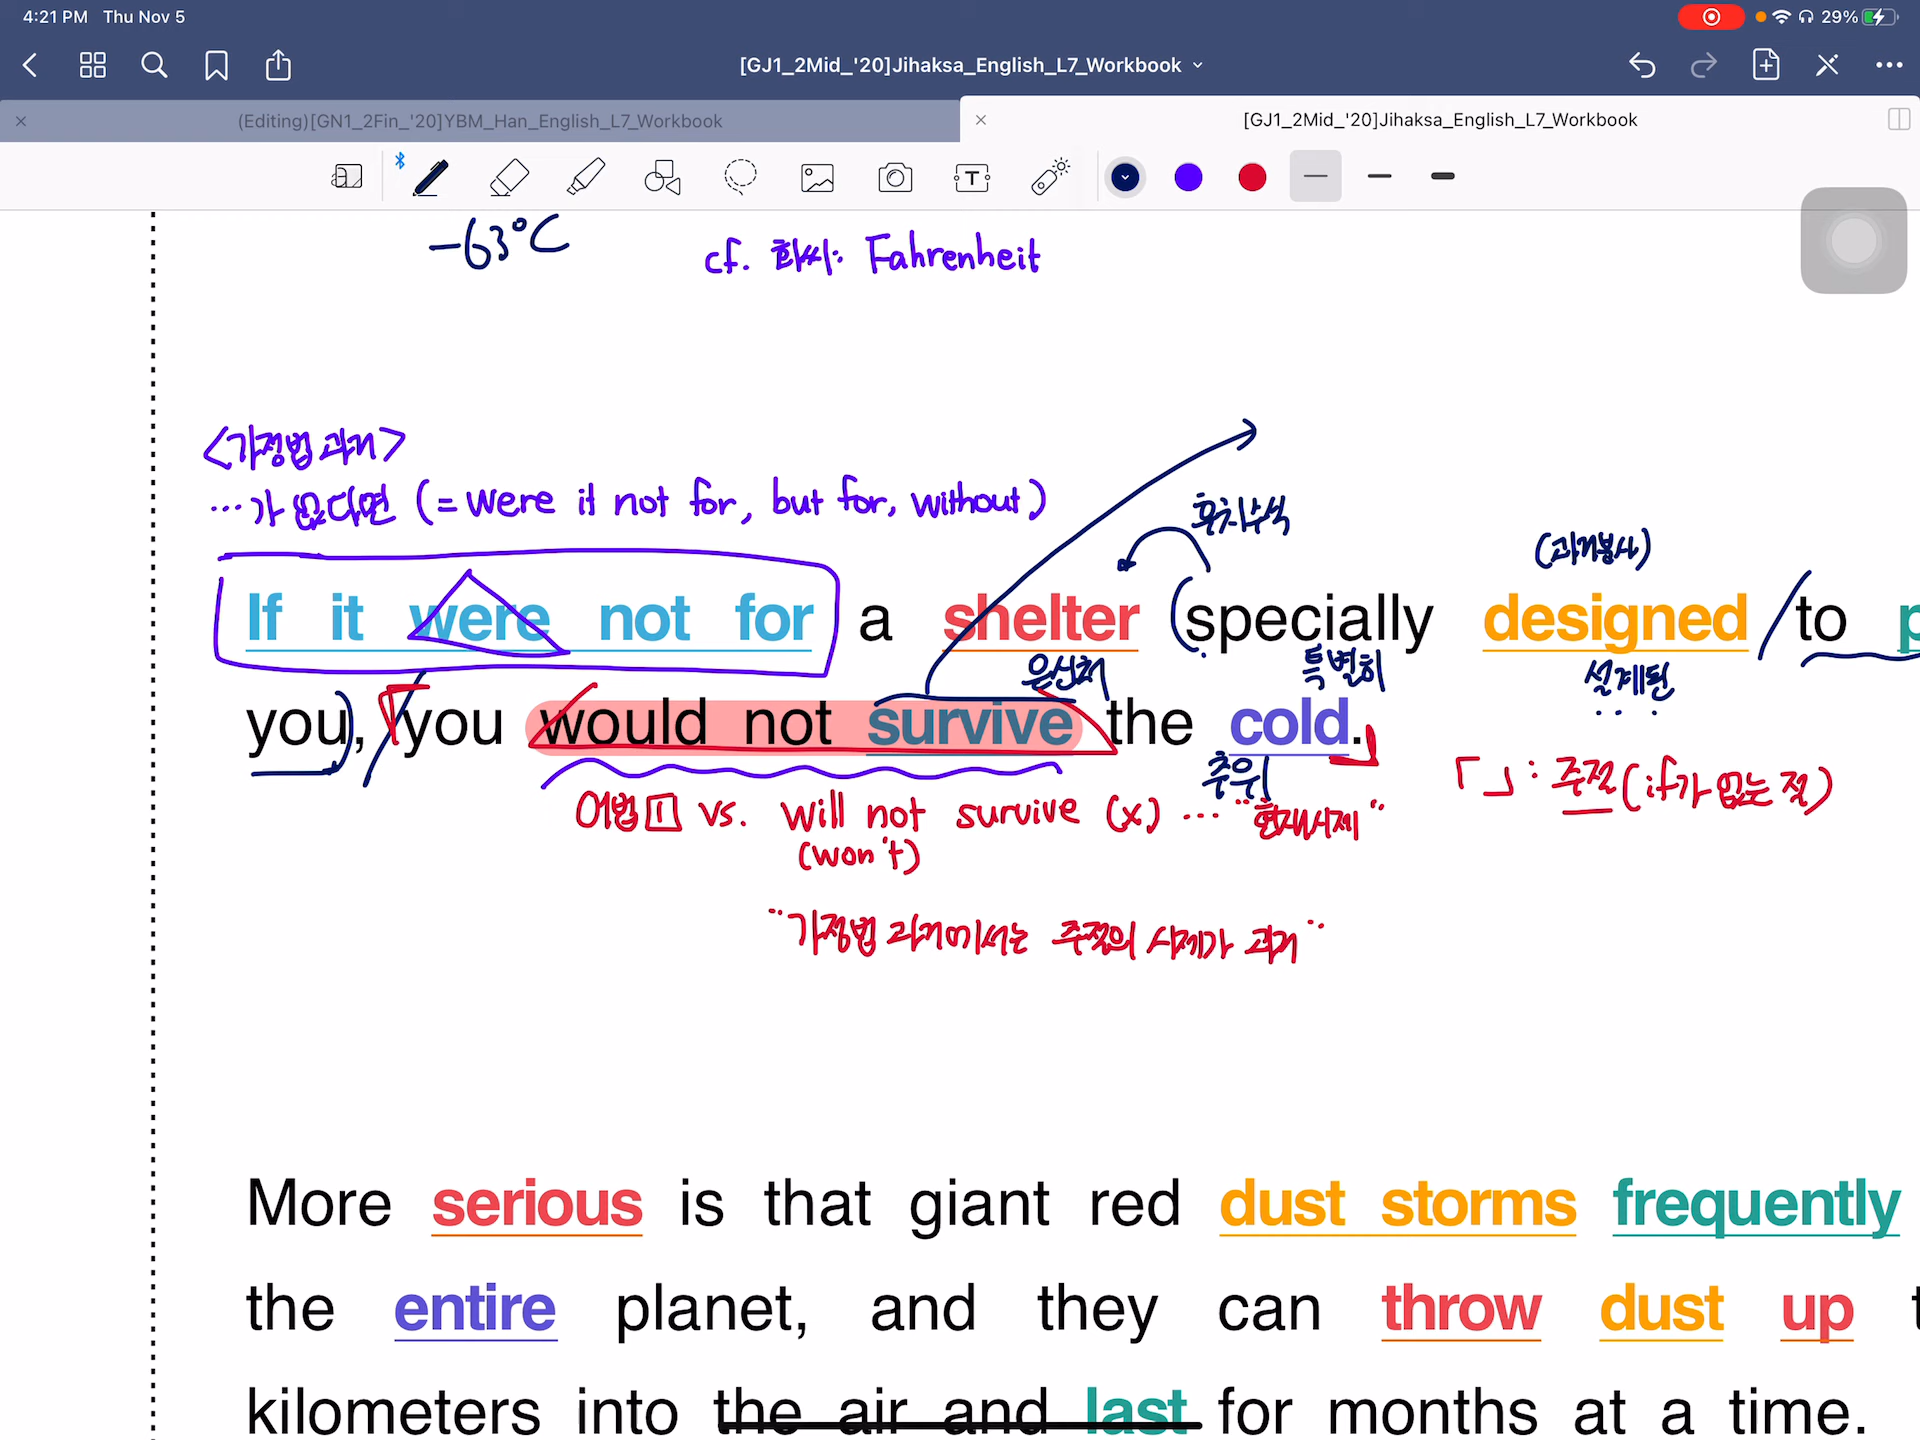 4:21 PM Thu Nov 5
29%
[GJ1_2Mid_'20]Jihaksa_English_L7_Workbook
(Editing)[GN1_2Fin_'20]YBM_Han_English_L7_Workbook
[GJ1_2Mid_'20]Jihaksa_English_L7_Workbook
-63°C
cf. 화씨: Fahrenheit
<가정법 과거>
…가 없다면 (= were it not for, but for, without)
후치수식
(과거분사)
If it were not for a shelter (specially designed / to p
은신처 특별히 설계된
you), / 「you would not survive the cold.」
추위
「 」: 주절 (if가 없는 절)
어법 1 vs. will not survive (x) … "현재시제"
(won't)
"가정법 과거에서는 주절의 시제가 과거"
More serious is that giant red dust storms frequently
the entire planet, and they can throw dust up t
kilometers into the air and last for months at a time.